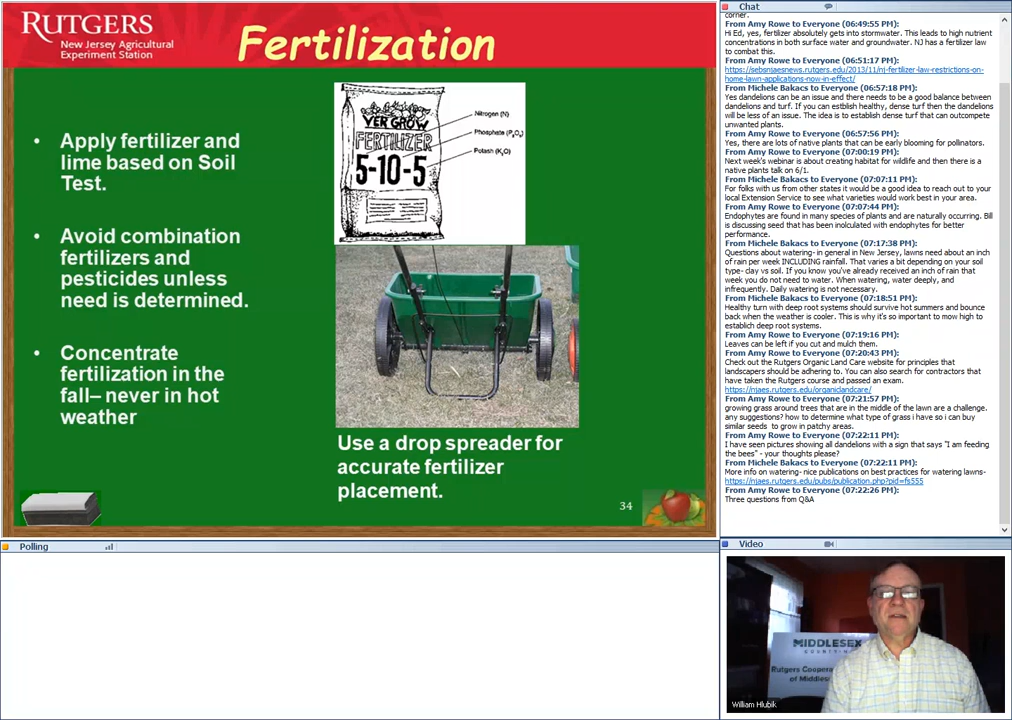 RUTGERS
New Jersey Agricultural
Experiment Station
Fertilization
• Apply fertilizer and
lime based on Soil
Test.
• Avoid combination
fertilizers and
pesticides unless
need is determined.
• Concentrate
fertilization in the
fall– never in hot
weather
VER GROW
FERTILIZER
5-10-5
Nitrogen (N)
Phosphate (P₂O₅)
Potash (K₂O)
Use a drop spreader for
accurate fertilizer
placement.
34
Polling
Chat
corner.
From Amy Rowe to Everyone (06:49:55 PM):
Hi Ed, yes, fertilizer absolutely gets into stormwater. This leads to high nutrient
concentrations in both surface water and groundwater. NJ has a fertilizer law
to combat this.
From Amy Rowe to Everyone (06:51:17 PM):
https://sebsnjaesnews.rutgers.edu/2013/11/nj-fertilizer-law-restrictions-on-
home-lawn-applications-now-in-effect/
From Michele Bakacs to Everyone (06:57:18 PM):
Yes dandelions can be an issue and there needs to be a good balance between
dandelions and turf. If you can estblish healthy, dense turf then the dandelions
will be less of an issue. The idea is to establish dense turf that can outcompete
unwanted plants.
From Amy Rowe to Everyone (06:57:56 PM):
Yes, there are lots of native plants that can be early blooming for pollinators.
From Amy Rowe to Everyone (07:00:19 PM):
Next week's webinar is about creating habitat for wildlife and then there is a
native plants talk on 6/1.
From Michele Bakacs to Everyone (07:07:11 PM):
For folks with us from other states it would be a good idea to reach out to your
local Extension Service to see what varieties would work best in your area.
From Amy Rowe to Everyone (07:07:44 PM):
Endophytes are found in many species of plants and are naturally occurring. Bill
is discussing seed that has been inolculated with endophytes for better
performance.
From Michele Bakacs to Everyone (07:17:38 PM):
Questions about watering- in general in New Jersey, lawns need about an inch
of rain per week INCLUDING rainfall. That varies a bit depending on your soil
type- clay vs soil. If you know you've already received an inch of rain that
week you do not need to water. When watering, water deeply, and
infrequently. Daily watering is not necessary.
From Michele Bakacs to Everyone (07:18:51 PM):
Healthy turn with deep root systems should survive hot summers and bounce
back when the weather is cooler. This is why it's so important to mow high to
establich deep root systems.
From Amy Rowe to Everyone (07:19:16 PM):
Leaves can be left if you cut and mulch them.
From Amy Rowe to Everyone (07:20:43 PM):
Check out the Rutgers Organic Land Care website for principles that
landscapers should be adhering to. You can also search for contractors that
have taken the Rutgers course and passed an exam.
https://njaes.rutgers.edu/organiclandcare/
From Amy Rowe to Everyone (07:21:57 PM):
growing grass around trees that are in the middle of the lawn are a challenge.
any suggestions? how to determine what type of grass i have so i can buy
similar seeds to grow in patchy areas.
From Amy Rowe to Everyone (07:22:11 PM):
I have seen pictures showing all dandelions with a sign that says "I am feeding
the bees" - your thoughts please?
From Michele Bakacs to Everyone (07:22:11 PM):
More info on watering- nice publications on best practices for watering lawns-
https://njaes.rutgers.edu/pubs/publication.php?pid=fs555
From Amy Rowe to Everyone (07:22:26 PM):
Three questions from Q&A
Video
MIDDLESEX
Rutgers Coopera
of Middles
William Hlubik